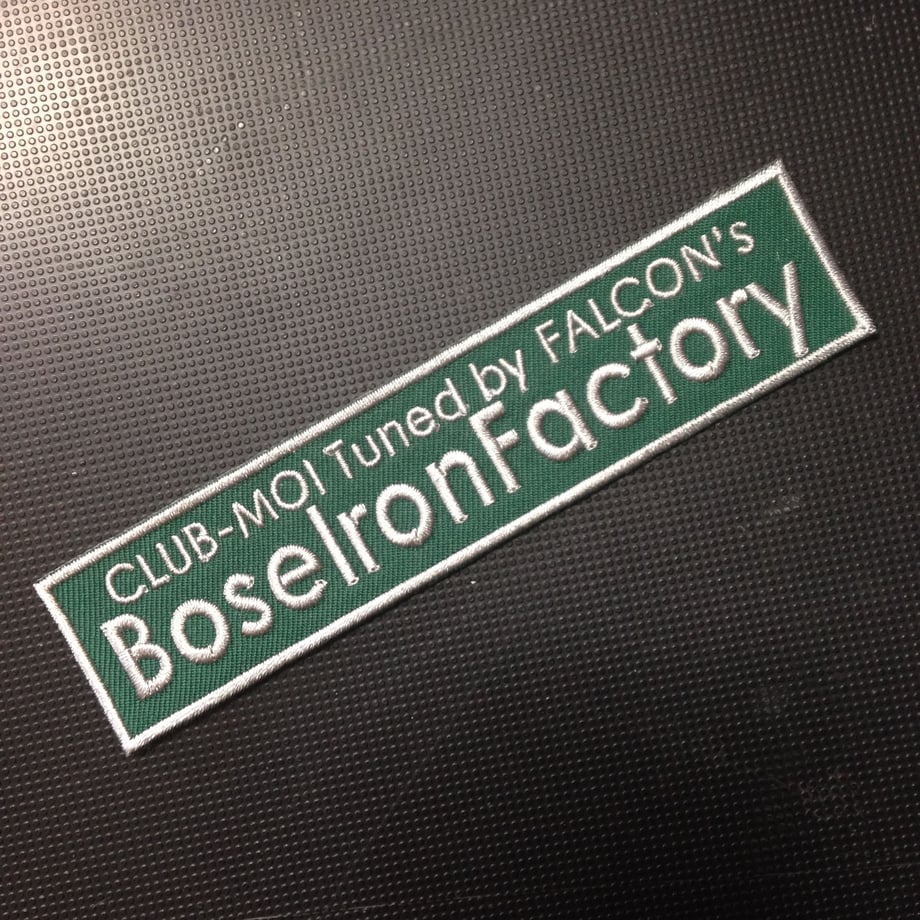 CLUB-MOI Tuned by FALCON's
BoseIronFactory